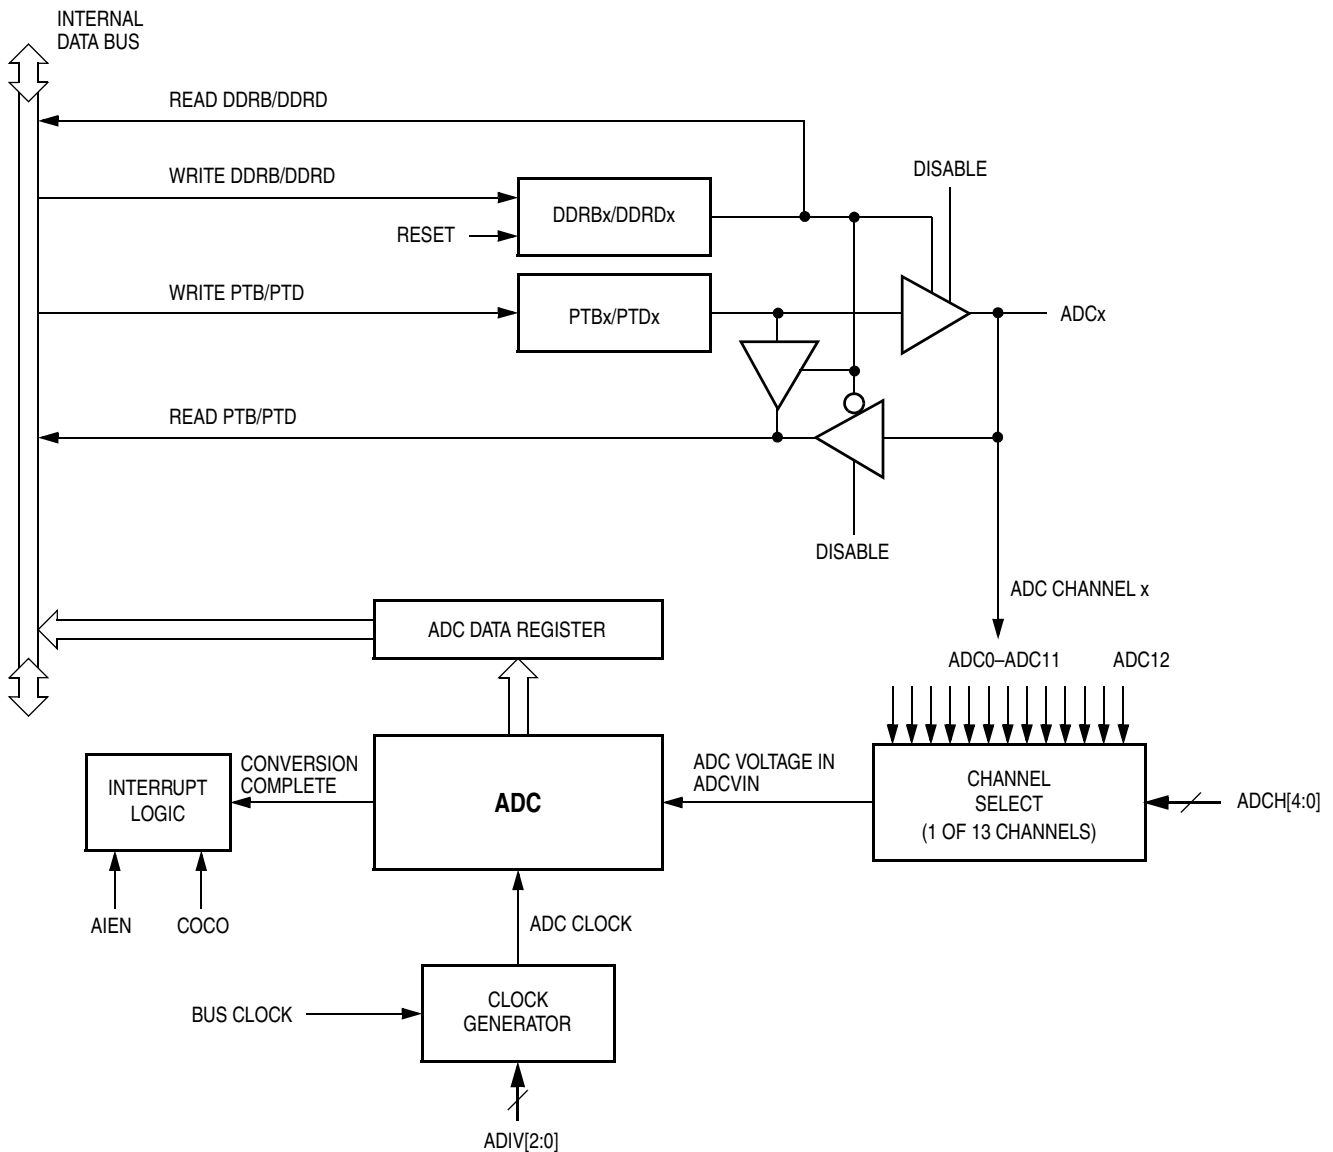 INTERNAL
DATA BUS
READ DDRB/DDRD
WRITE DDRB/DDRD
DISABLE
DDRBx/DDRDx
RESET
WRITE PTB/PTD
PTBx/PTDx
ADCx
READ PTB/PTD
DISABLE
ADC CHANNEL x
ADC DATA REGISTER
ADC0–ADC11
ADC12
INTERRUPT
LOGIC
CONVERSION
COMPLETE
ADC
ADC VOLTAGE IN
ADCVIN
CHANNEL
SELECT
(1 OF 13 CHANNELS)
ADCH[4:0]
AIEN
COCO
ADC CLOCK
BUS CLOCK
CLOCK
GENERATOR
ADIV[2:0]